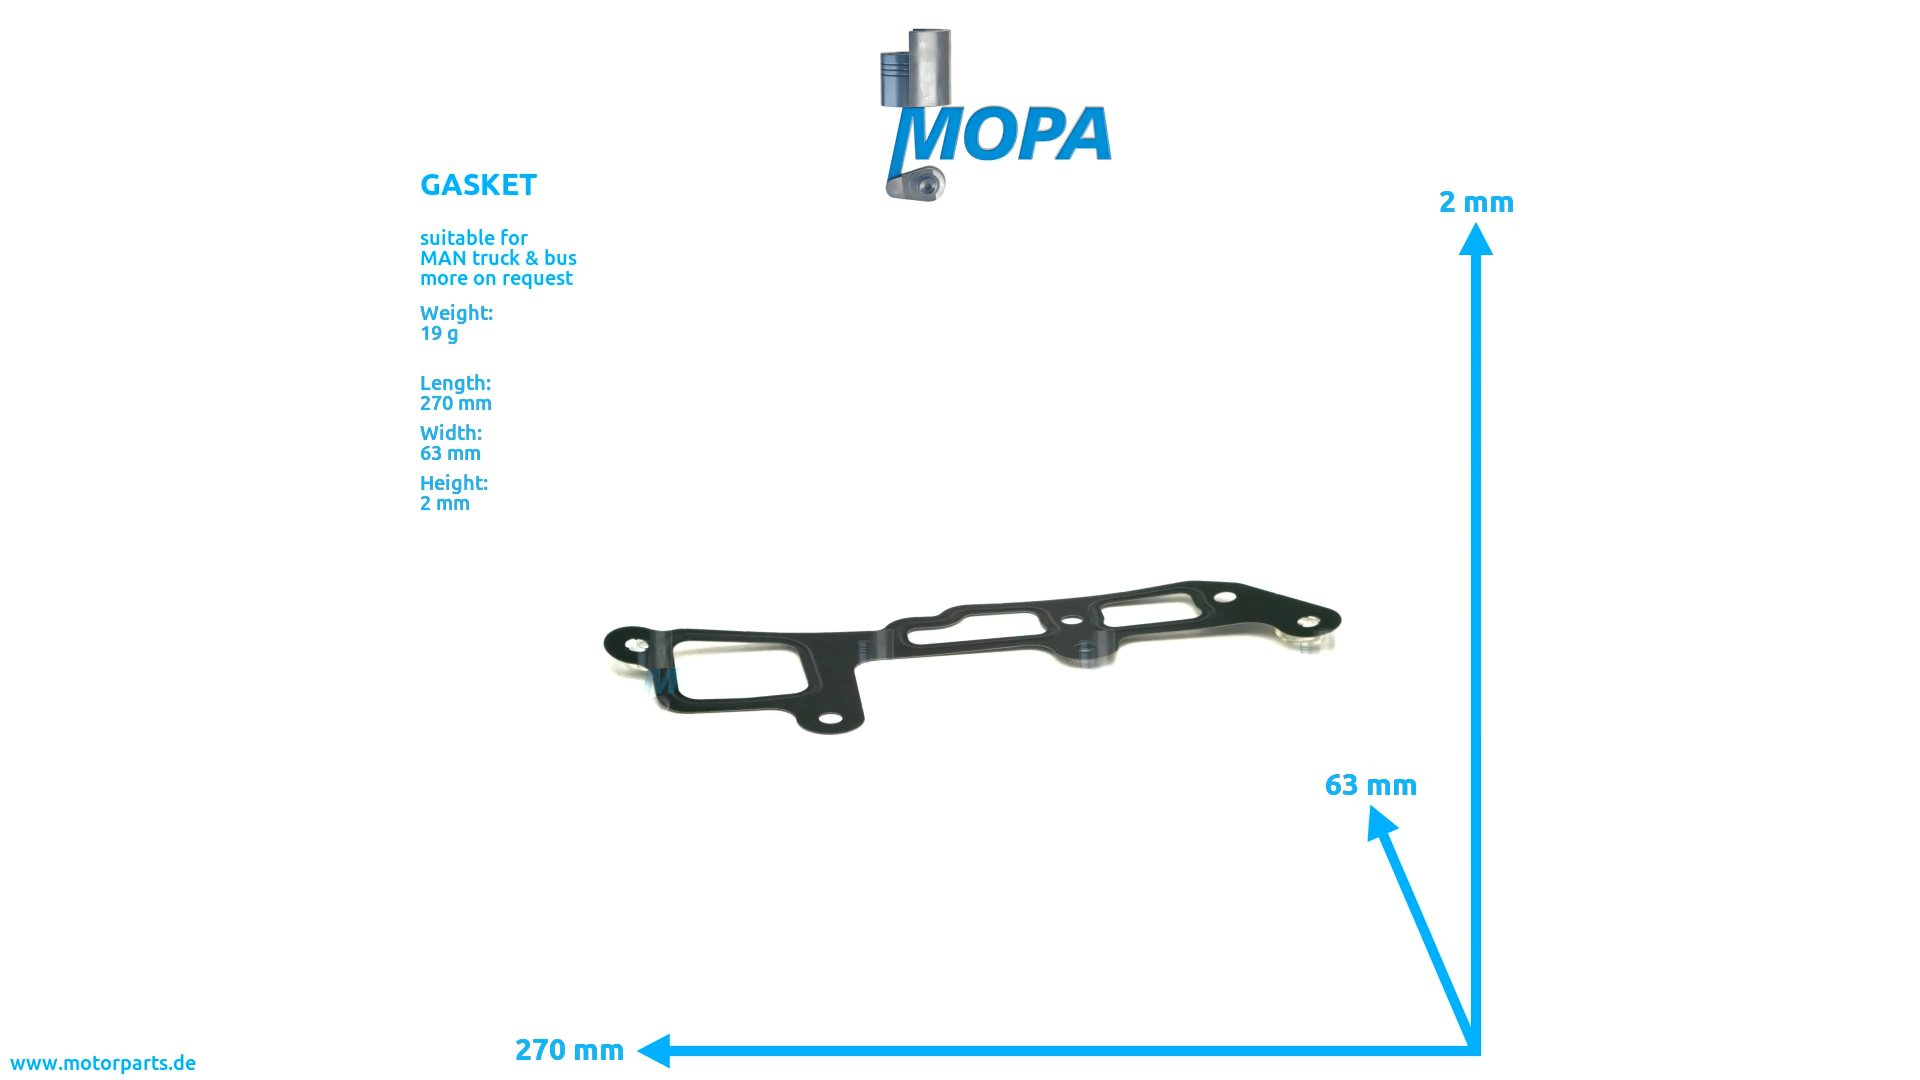 MOPA
GASKET
suitable for
MAN truck & bus
more on request
Weight:
19 g
Length:
270 mm
Width:
63 mm
Height:
2 mm
2 mm
63 mm
270 mm
www.motorparts.de